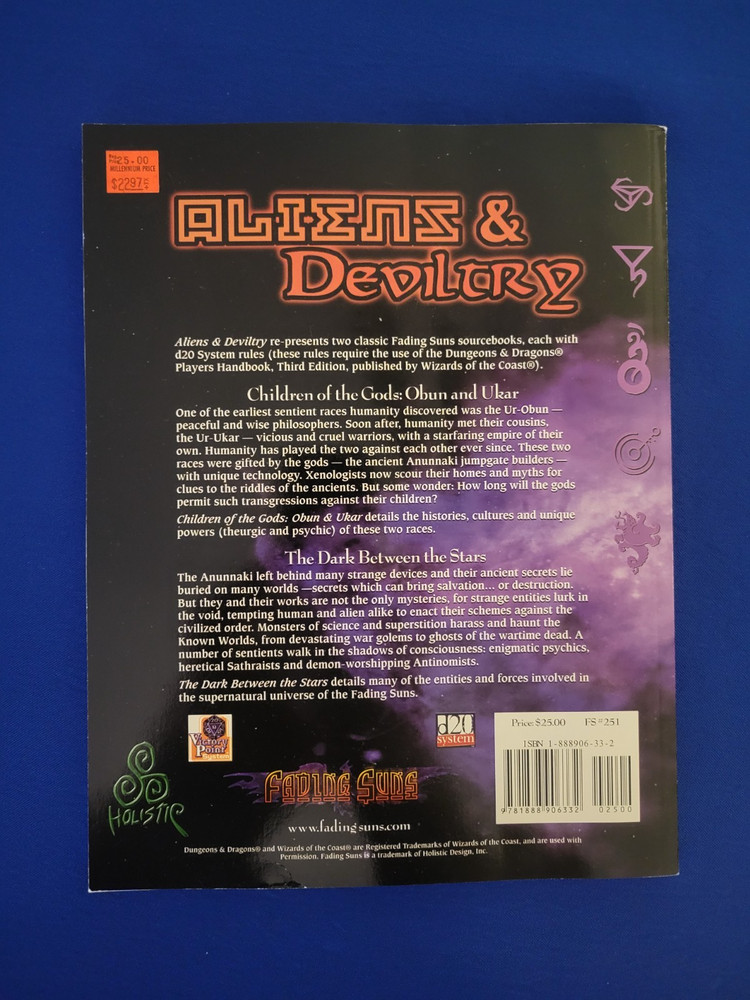 25.00
MILLENNIUM PRICE
$2297
ALIENS &
DEVILTRY
Aliens & Deviltry re-presents two classic Fading Suns sourcebooks, each with
d20 System rules (these rules require the use of the Dungeons & Dragons®
Players Handbook, Third Edition, published by Wizards of the Coast®).
Children of the Gods: Obun and Ukar
One of the earliest sentient races humanity discovered was the Ur-Obun —
peaceful and wise philosophers. Soon after, humanity met their cousins,
the Ur-Ukar — vicious and cruel warriors, with a starfaring empire of their
own. Humanity has played the two against each other ever since. These two
races were gifted by the gods — the ancient Anunnaki jumpgate builders —
with unique technology. Xenologists now scour their homes and myths for
clues to the riddles of the ancients. But some wonder: How long will the gods
permit such transgressions against their children?
Children of the Gods: Obun & Ukar details the histories, cultures and unique
powers (theurgic and psychic) of these two races.
The Dark Between the Stars
The Anunnaki left behind many strange devices and their ancient secrets lie
buried on many worlds —secrets which can bring salvation... or destruction.
But they and their works are not the only mysteries, for strange entities lurk in
the void, tempting human and alien alike to enact their schemes against the
civilized order. Monsters of science and superstition harass and haunt the
Known Worlds, from devastating war golems to ghosts of the wartime dead. A
number of sentients walk in the shadows of consciousness: enigmatic psychics,
heretical Sathraists and demon-worshipping Antinomists.
The Dark Between the Stars details many of the entities and forces involved in
the supernatural universe of the Fading Suns.
Victory
Point
System
d20
system
Price: $25.00 FS #251
ISBN 1-888906-33-2
9 781888 906332 02500
HOLISTIC
FADING SUNS
www.fadingsuns.com
Dungeons & Dragons® and Wizards of the Coast® are Registered Trademarks of Wizards of the Coast, and are used with
Permission. Fading Suns is a trademark of Holistic Design, Inc.